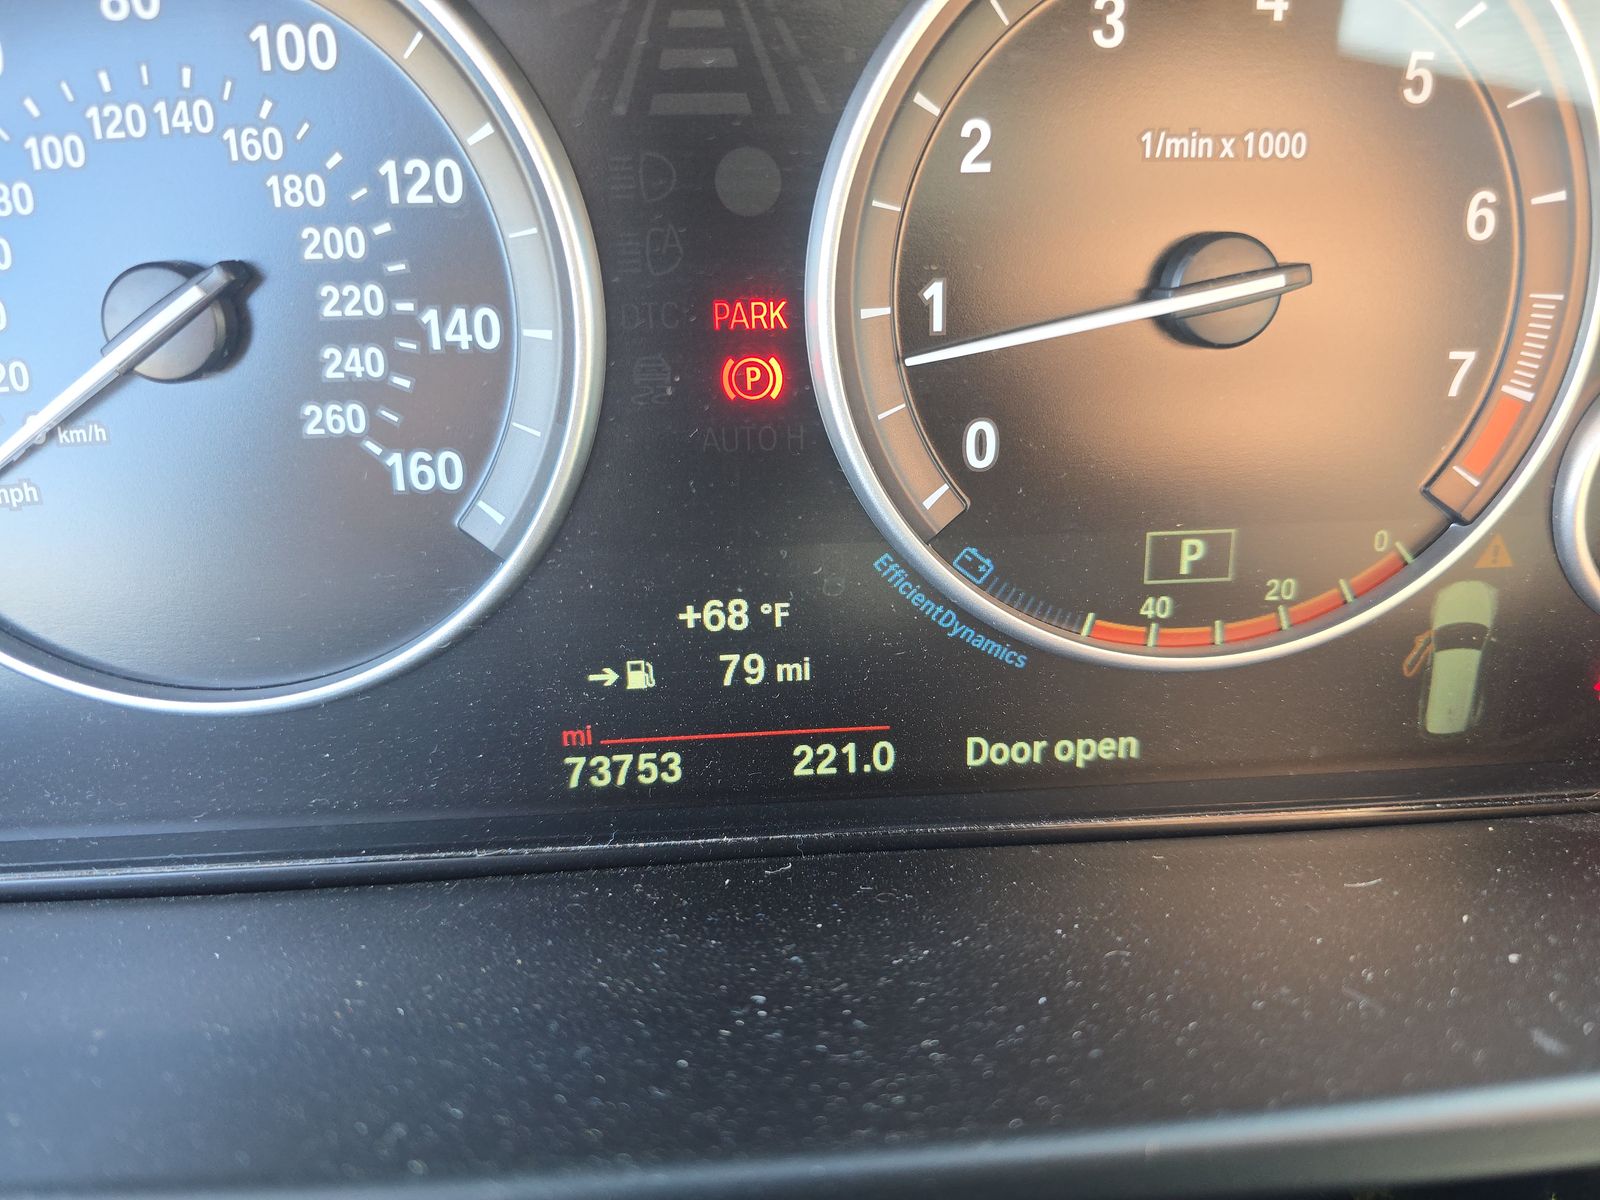 80
100
120
140
160
km/h
mph
100
120
140
160
180
200
220
240
260
PARK
P
AUTO H
DTC
0
1
2
3
4
5
6
7
1/min x 1000
P
40
20
0
EfficientDynamics
+68 °F
79 mi
mi
73753 221.0
Door open